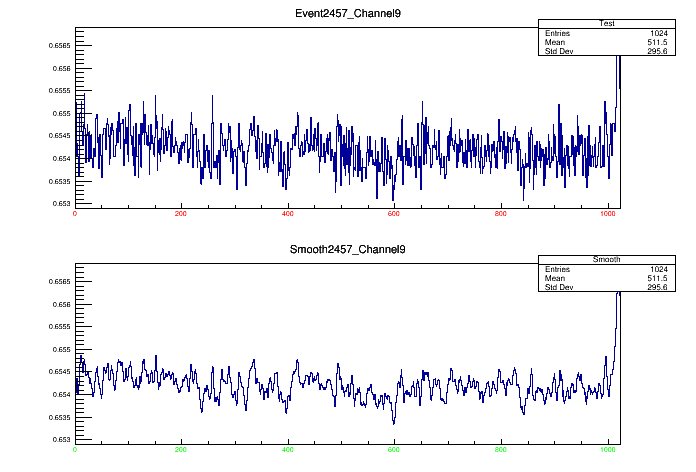 Event2457_Channel9
Test
Entries 1024
Mean 511.5
Std Dev 295.6
0.6565
0.656
0.6555
0.655
0.6545
0.654
0.6535
0.653
0 200 400 600 800 1000
Smooth2457_Channel9
Smooth
Entries 1024
Mean 511.5
Std Dev 295.6
0.6565
0.656
0.6555
0.655
0.6545
0.654
0.6535
0.653
0 200 400 600 800 1000